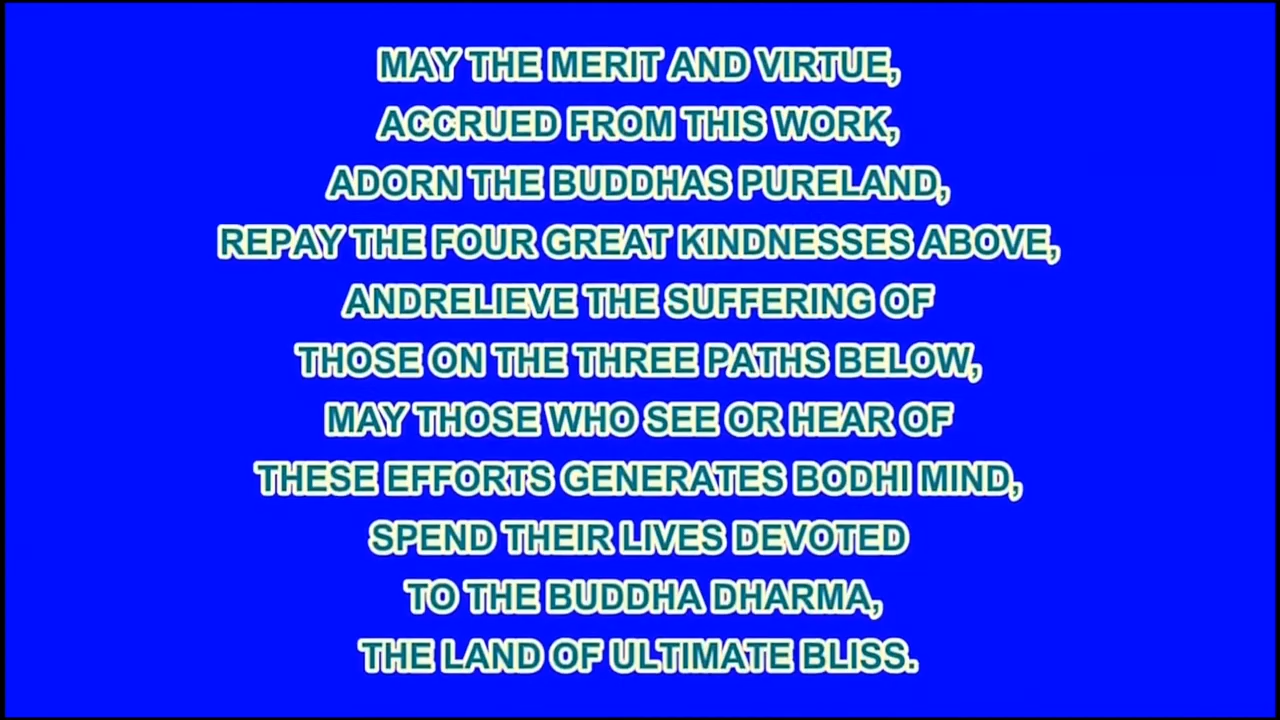 MAY THE MERIT AND VIRTUE,
ACCRUED FROM THIS WORK,
ADORN THE BUDDHAS PURELAND,
REPAY THE FOUR GREAT KINDNESSES ABOVE,
ANDRELIEVE THE SUFFERING OF
THOSE ON THE THREE PATHS BELOW,
MAY THOSE WHO SEE OR HEAR OF
THESE EFFORTS GENERATES BODHI MIND,
SPEND THEIR LIVES DEVOTED
TO THE BUDDHA DHARMA,
THE LAND OF ULTIMATE BLISS.